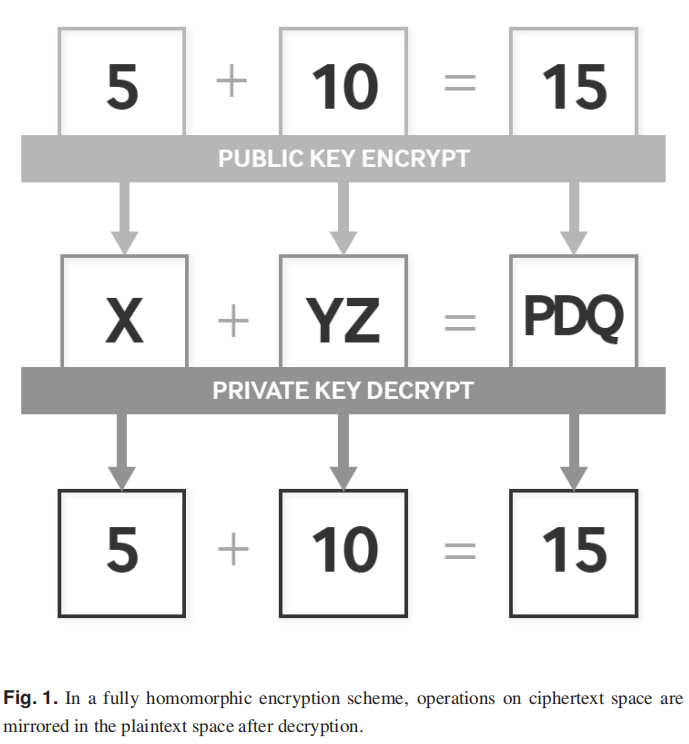 5 + 10 = 15
PUBLIC KEY ENCRYPT
X + YZ = PDQ
PRIVATE KEY DECRYPT
5 + 10 = 15
Fig. 1. In a fully homomorphic encryption scheme, operations on ciphertext space are
mirrored in the plaintext space after decryption.